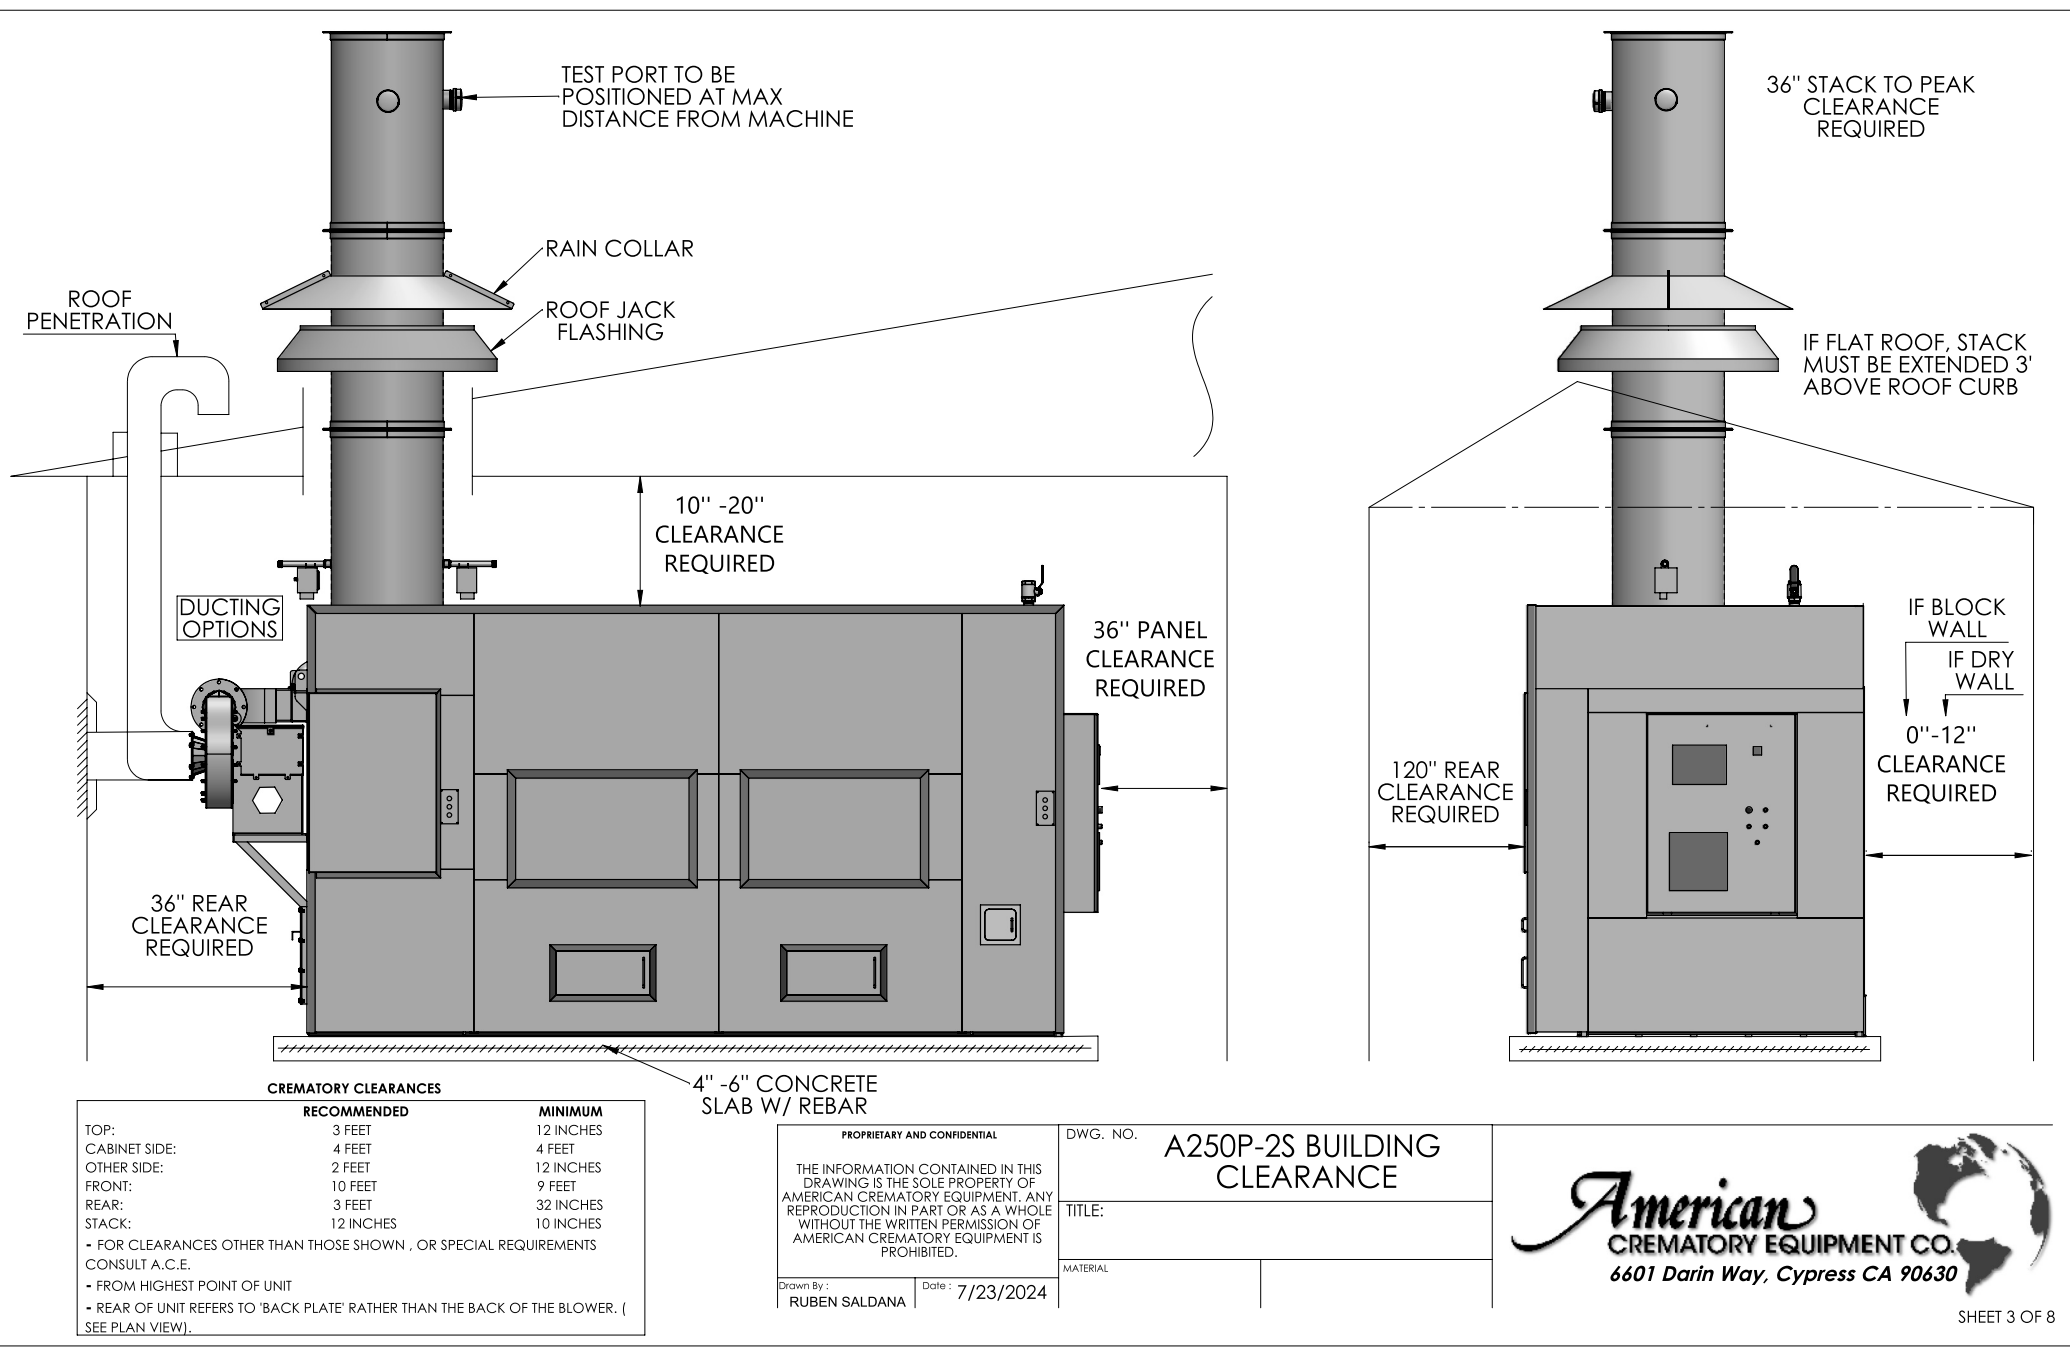 TEST PORT TO BE
POSITIONED AT MAX
DISTANCE FROM MACHINE
36" STACK TO PEAK
CLEARANCE
REQUIRED
RAIN COLLAR
ROOF
PENETRATION
ROOF JACK
FLASHING
IF FLAT ROOF, STACK
MUST BE EXTENDED 3'
ABOVE ROOF CURB
10" -20"
CLEARANCE
REQUIRED
DUCTING
OPTIONS
36" PANEL
CLEARANCE
REQUIRED
IF BLOCK
WALL
IF DRY
WALL
0"-12"
CLEARANCE
REQUIRED
120" REAR
CLEARANCE
REQUIRED
36" REAR
CLEARANCE
REQUIRED
4" -6" CONCRETE
SLAB W/ REBAR
CREMATORY CLEARANCES
RECOMMENDED MINIMUM
TOP: 3 FEET 12 INCHES
CABINET SIDE: 4 FEET 4 FEET
OTHER SIDE: 2 FEET 12 INCHES
FRONT: 10 FEET 9 FEET
REAR: 3 FEET 32 INCHES
STACK: 12 INCHES 10 INCHES
- FOR CLEARANCES OTHER THAN THOSE SHOWN , OR SPECIAL REQUIREMENTS
CONSULT A.C.E.
- FROM HIGHEST POINT OF UNIT
- REAR OF UNIT REFERS TO 'BACK PLATE' RATHER THAN THE BACK OF THE BLOWER. (
SEE PLAN VIEW).
PROPRIETARY AND CONFIDENTIAL
THE INFORMATION CONTAINED IN THIS
DRAWING IS THE SOLE PROPERTY OF
AMERICAN CREMATORY EQUIPMENT. ANY
REPRODUCTION IN PART OR AS A WHOLE
WITHOUT THE WRITTEN PERMISSION OF
AMERICAN CREMATORY EQUIPMENT IS
PROHIBITED.
Drawn By :
RUBEN SALDANA
Date : 7/23/2024
DWG. NO. A250P-2S BUILDING
CLEARANCE
TITLE:
MATERIAL
American
CREMATORY EQUIPMENT CO.
6601 Darin Way, Cypress CA 90630
SHEET 3 OF 8